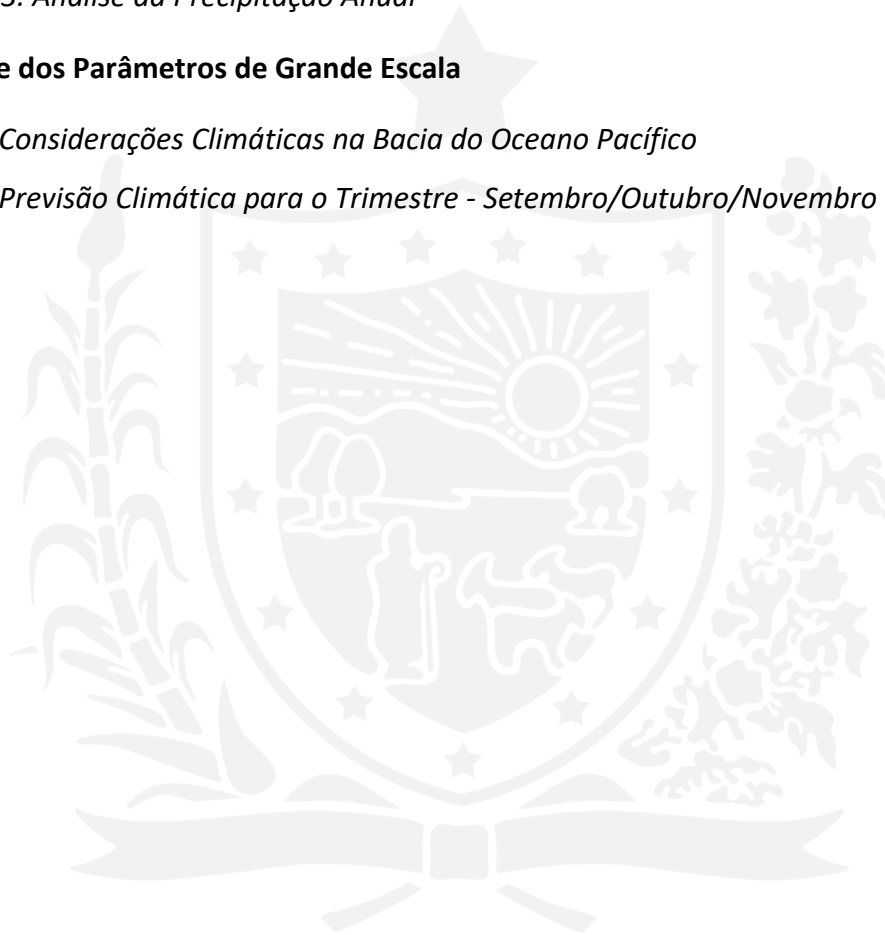 3. Análise da Precipitação Anual
e dos Parâmetros de Grande Escala
Considerações Climáticas na Bacia do Oceano Pacífico
Previsão Climática para o Trimestre - Setembro/Outubro/Novembro